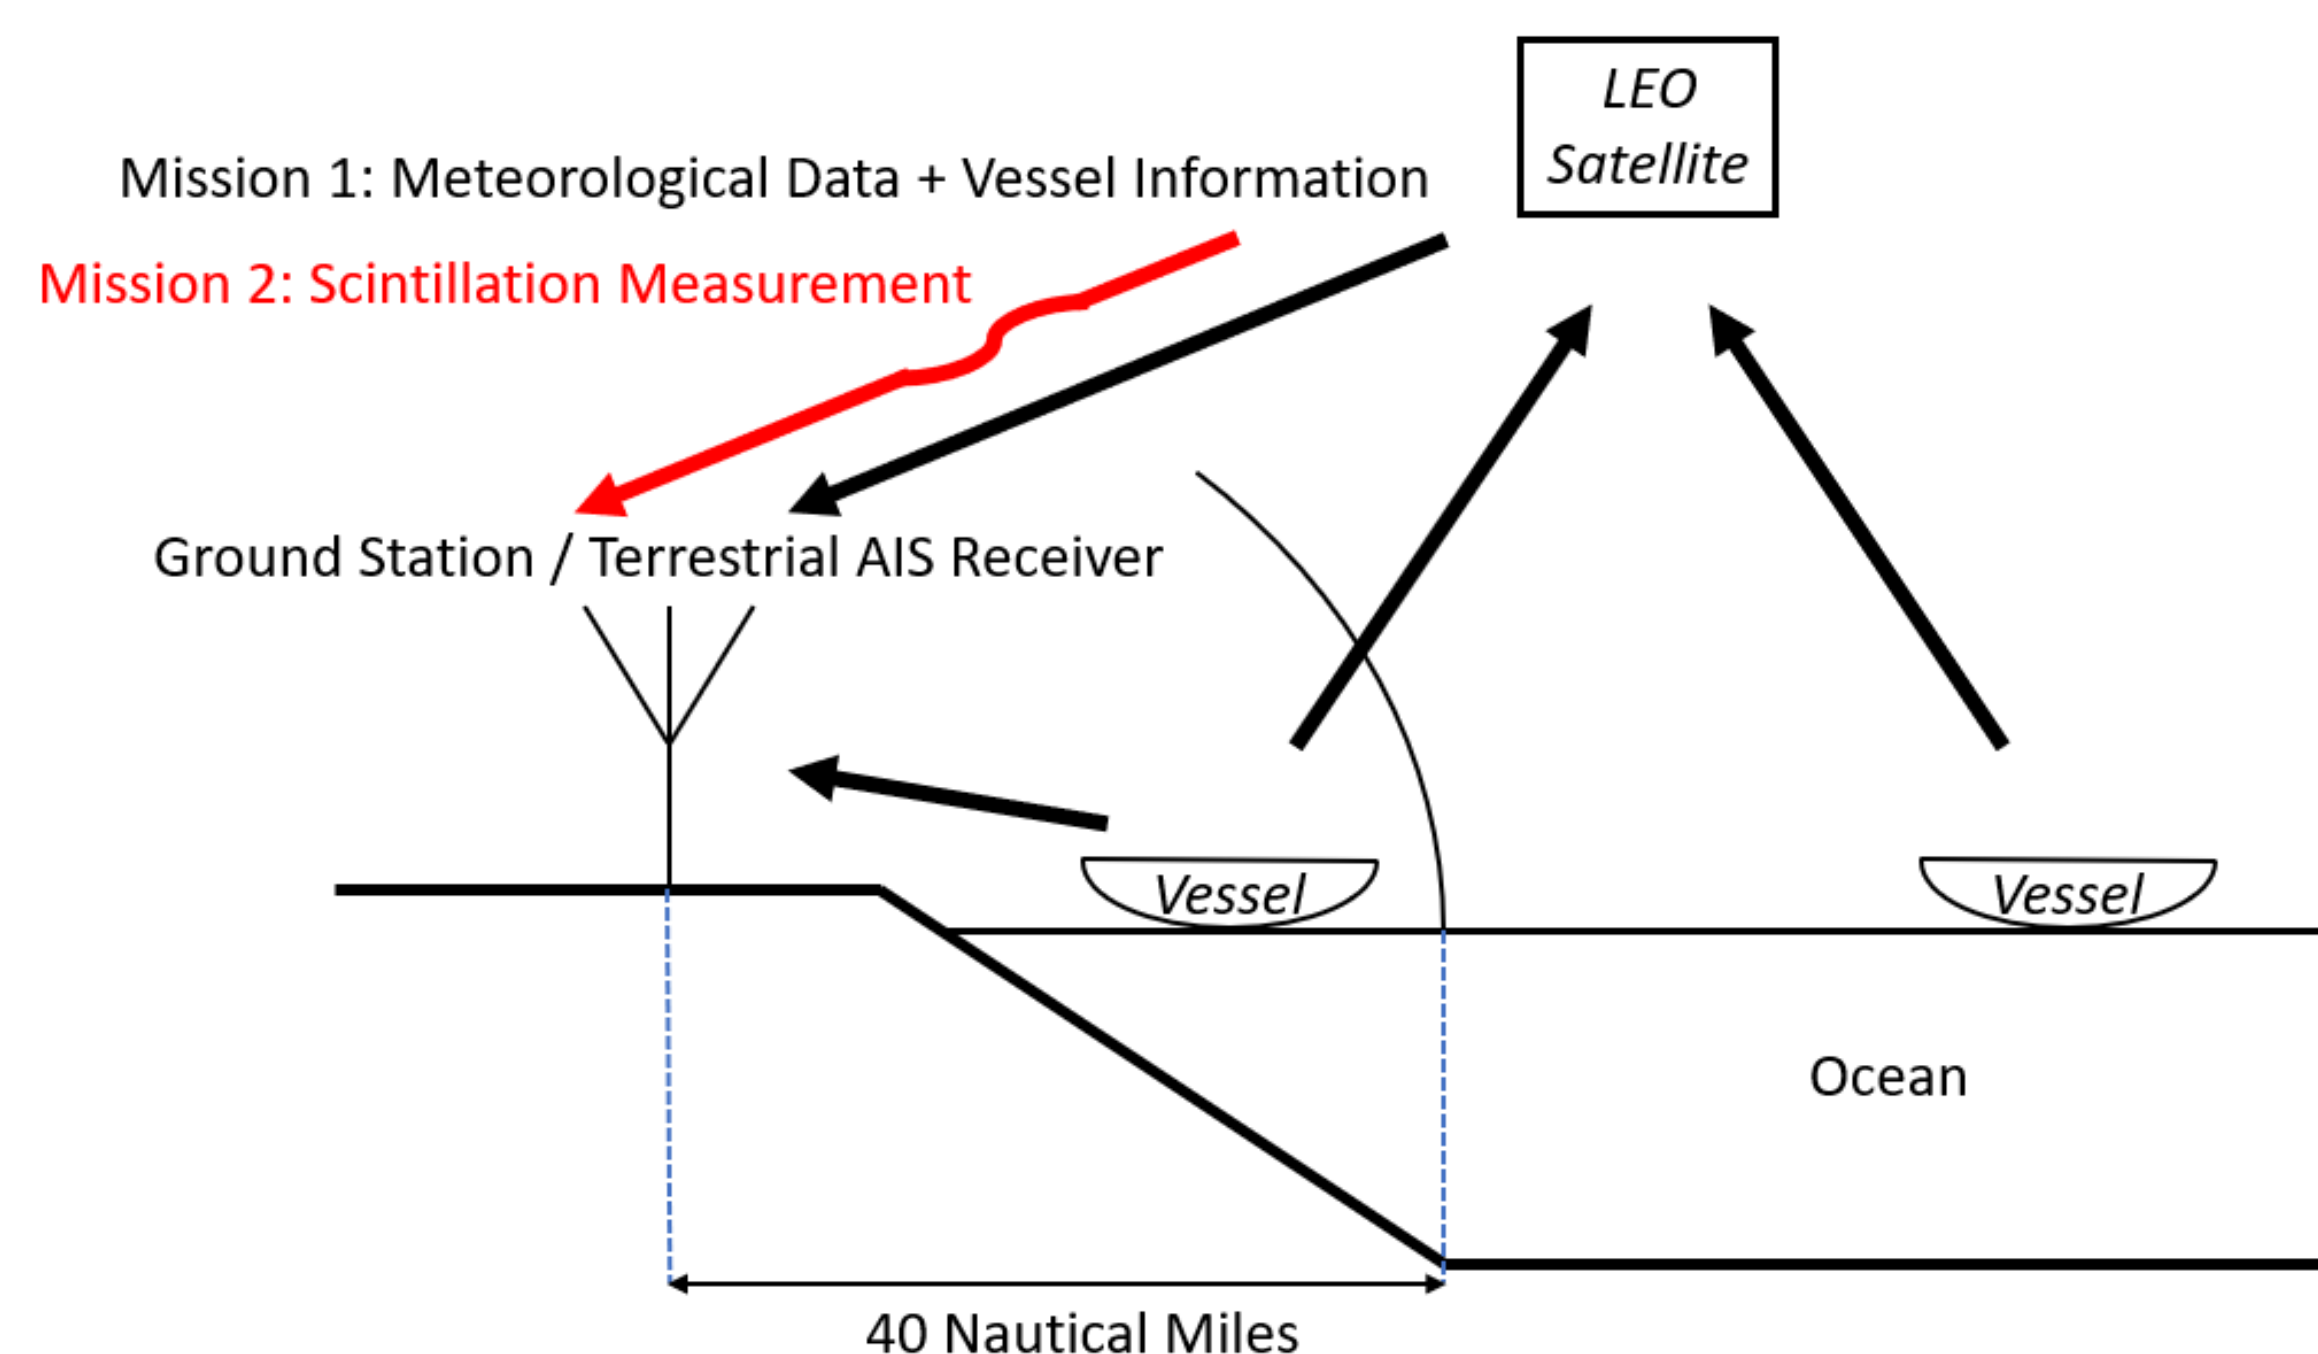 LEO
Satellite
Mission 1: Meteorological Data + Vessel Information
Mission 2: Scintillation Measurement
Ground Station / Terrestrial AIS Receiver
Vessel
Vessel
Ocean
40 Nautical Miles